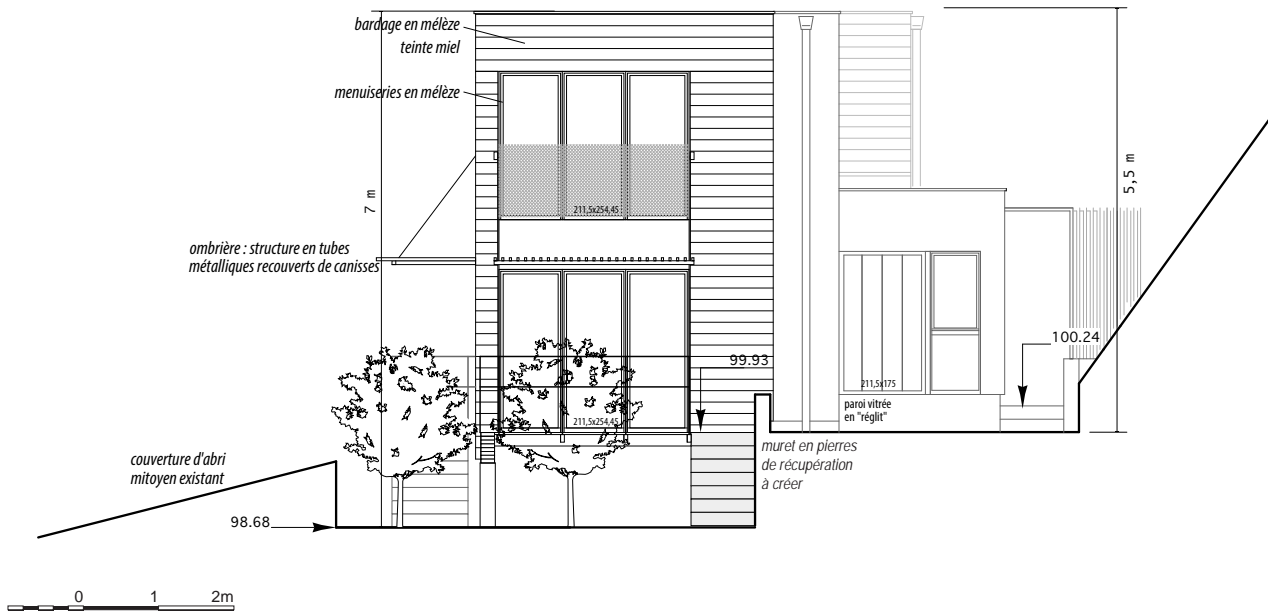 bardage en mélèze
teinte miel
menuiseries en mélèze
7 m
5,5 m
211,5x254,45
ombrière : structure en tubes
métalliques recouverts de canisses
100.24
99.93
211,5x175
paroi vitrée
en "réglit"
211,5x254,45
muret en pierres
de récupération
à créer
couverture d'abri
mitoyen existant
98.68
0 1 2m